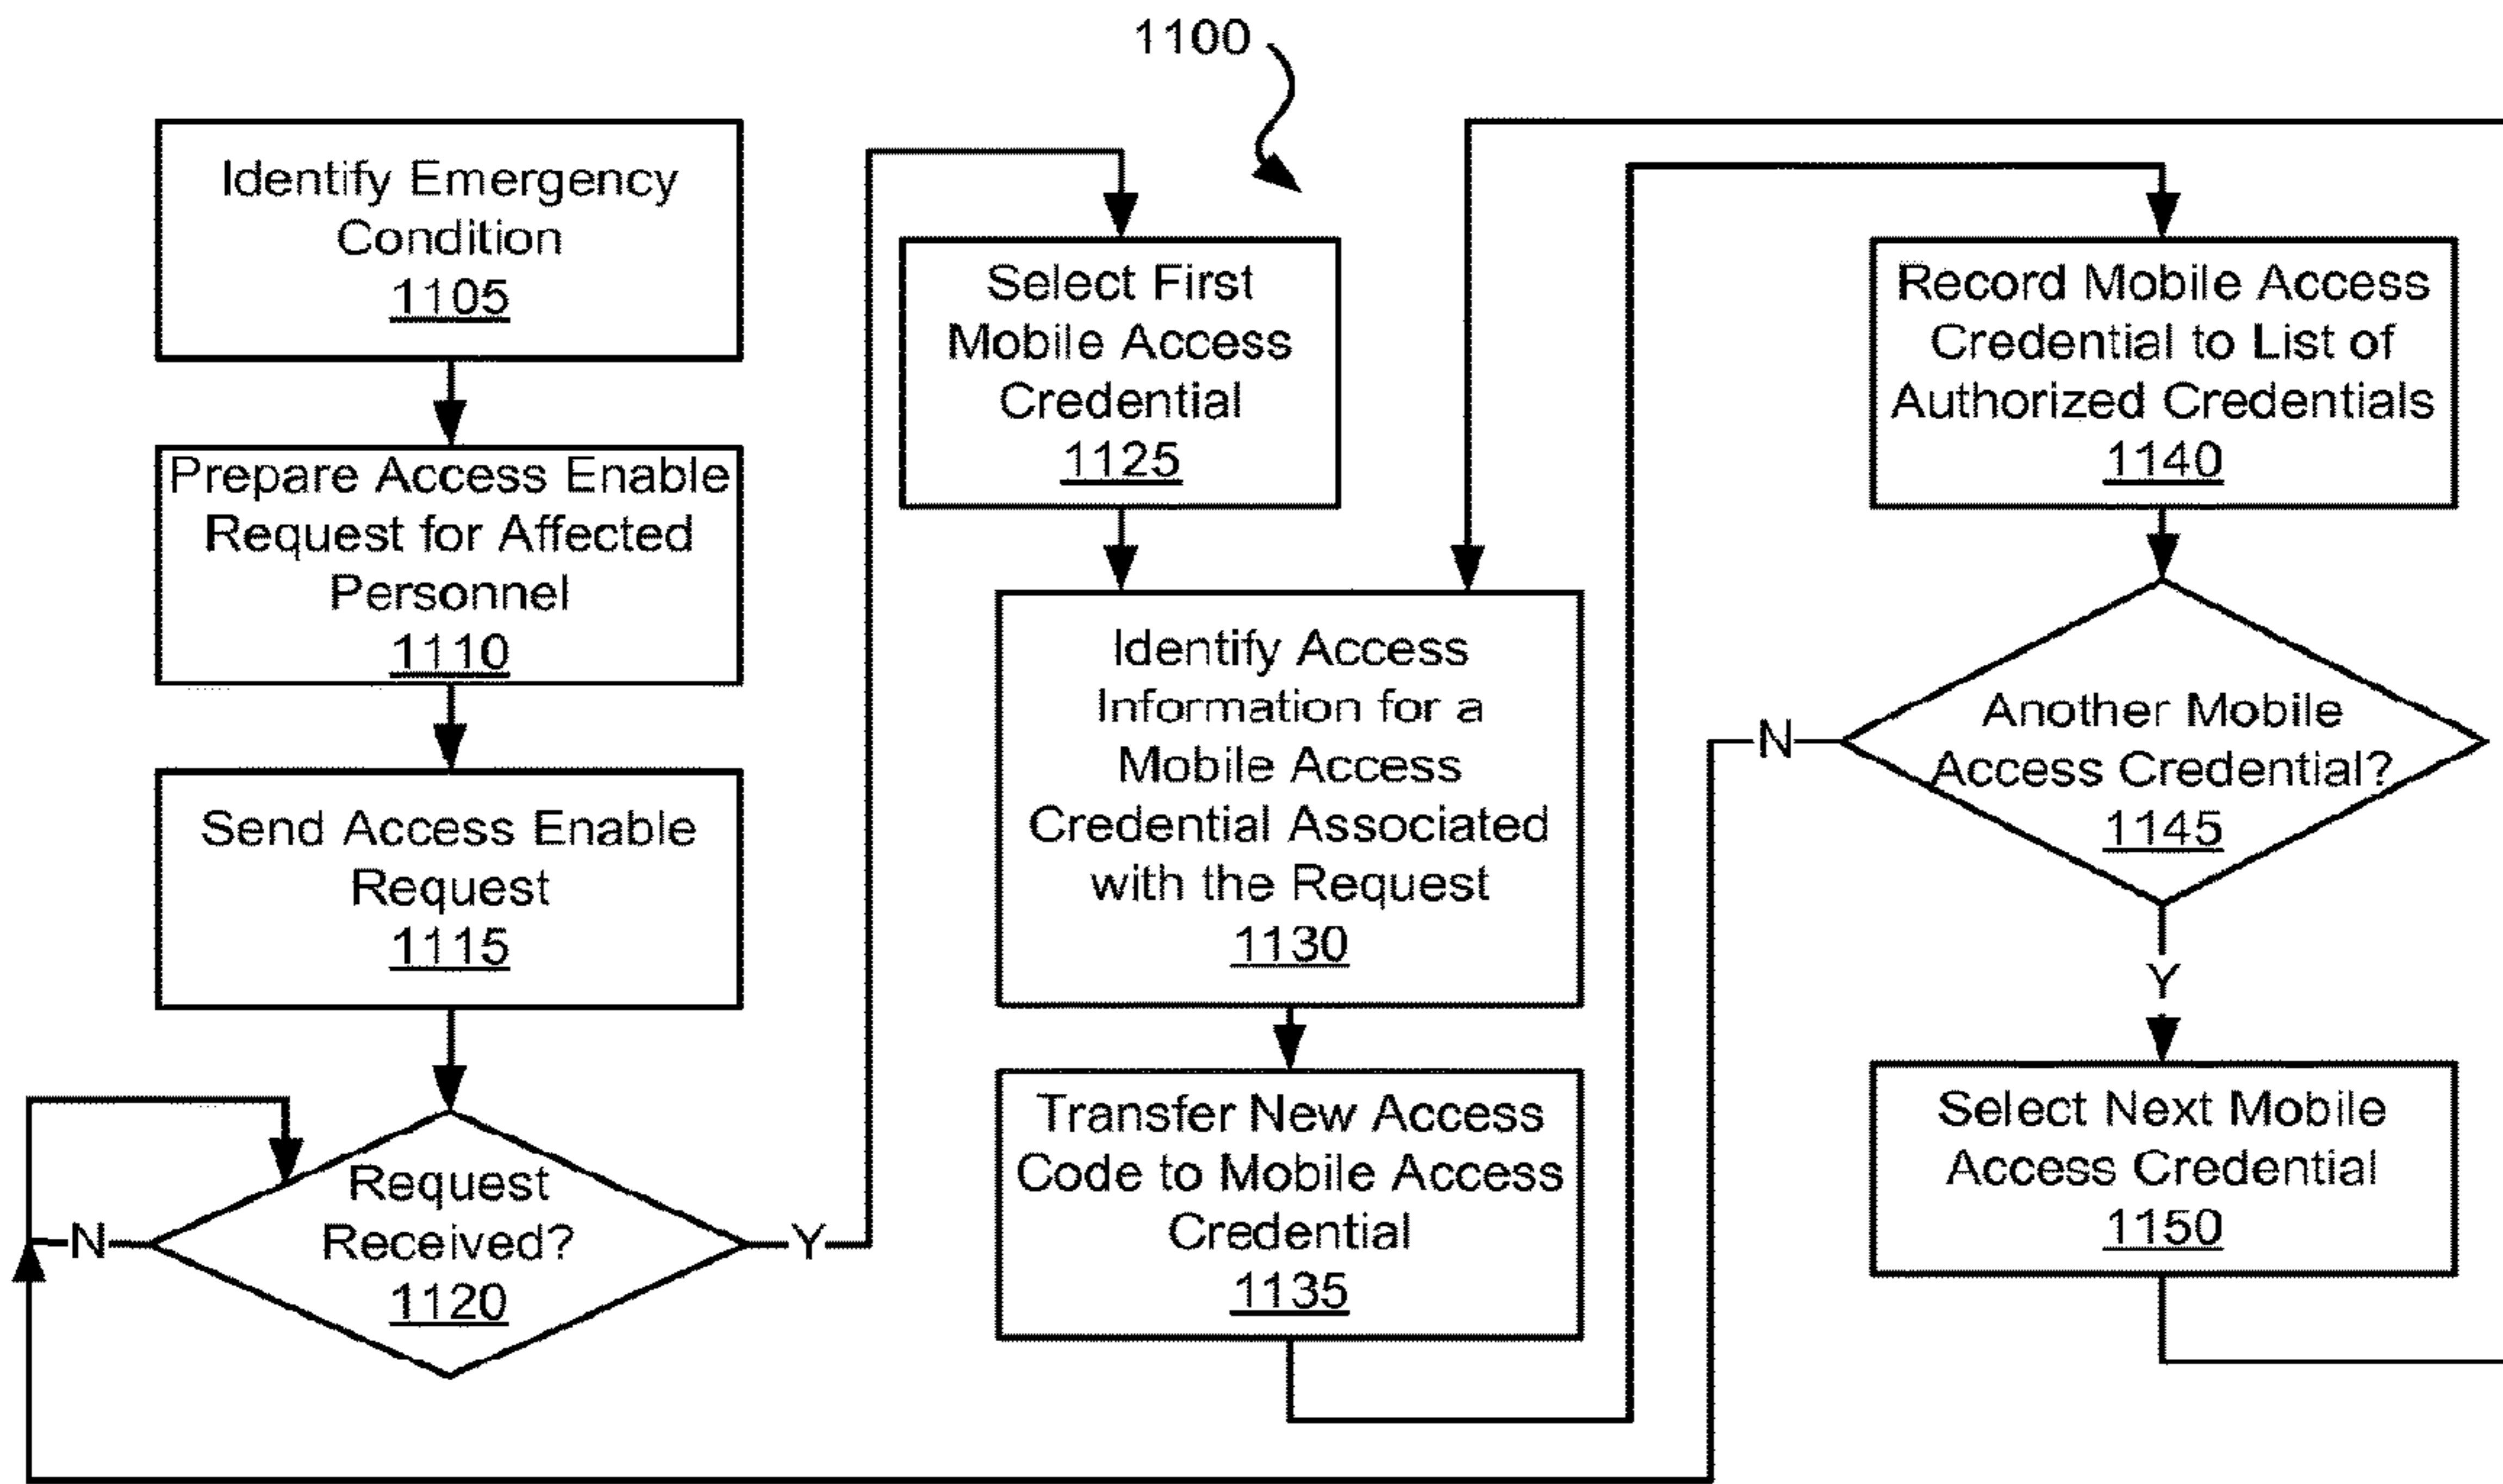 1100
Identify Emergency
Condition
1105
Prepare Access Enable
Request for Affected
Personnel
1110
Send Access Enable
Request
1115
Request
Received?
1120
N
Y
Select First
Mobile Access
Credential
1125
Identify Access
Information for a
Mobile Access
Credential Associated
with the Request
1130
Transfer New Access
Code to Mobile Access
Credential
1135
Record Mobile Access
Credential to List of
Authorized Credentials
1140
Another Mobile
Access Credential?
1145
N
Y
Select Next Mobile
Access Credential
1150